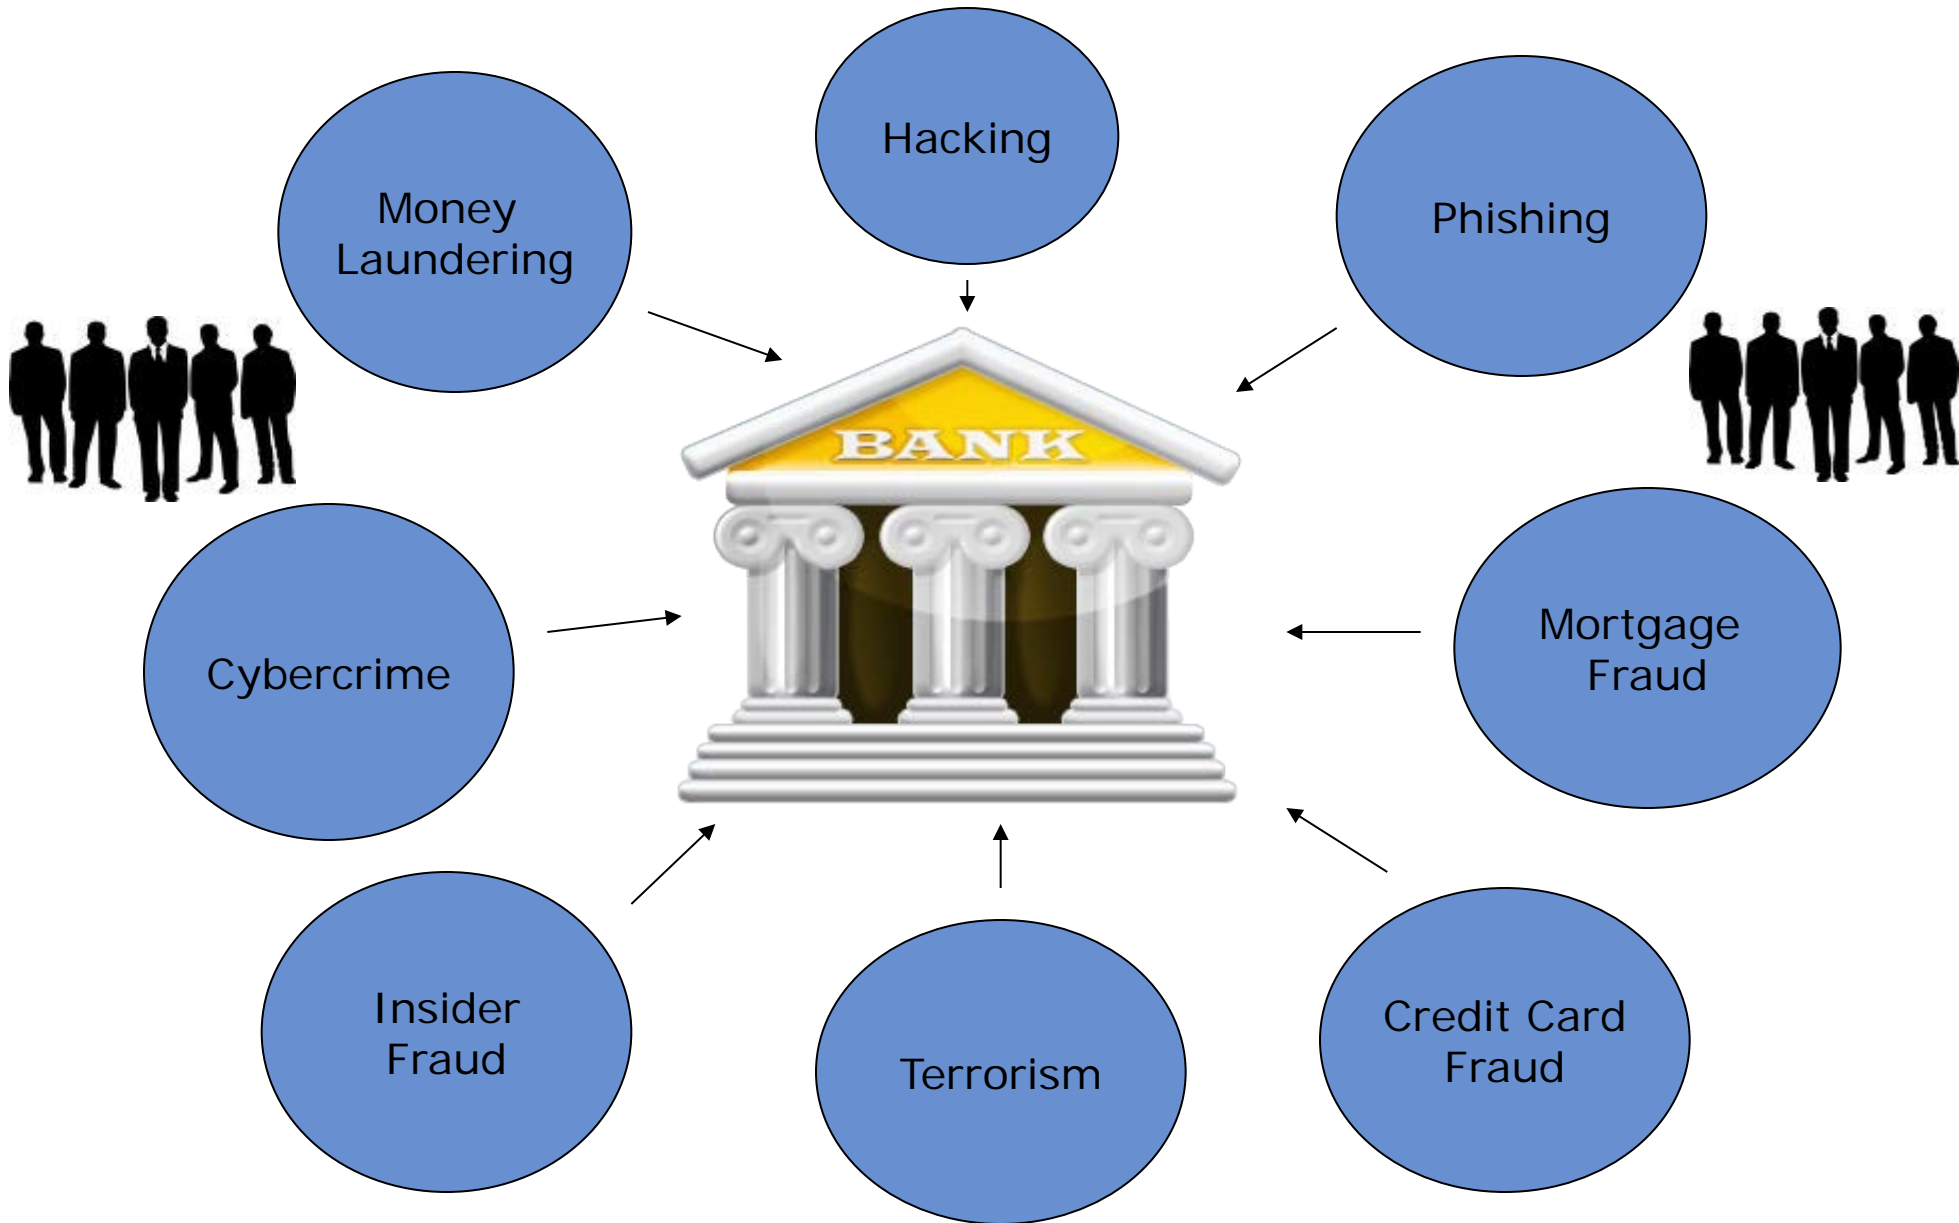 Hacking
Money
Laundering
Phishing
BANK
Cybercrime
Mortgage
Fraud
Insider
Fraud
Terrorism
Credit Card
Fraud